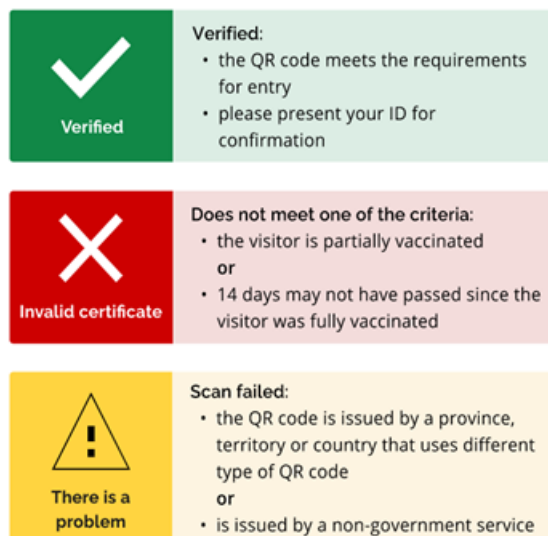 Verified
Verified:
• the QR code meets the requirements
for entry
• please present your ID for
confirmation
Invalid certificate
Does not meet one of the criteria:
• the visitor is partially vaccinated
or
• 14 days may not have passed since the
visitor was fully vaccinated
!
There is a
problem
Scan failed:
• the QR code is issued by a province,
territory or country that uses different
type of QR code
or
• is issued by a non-government service